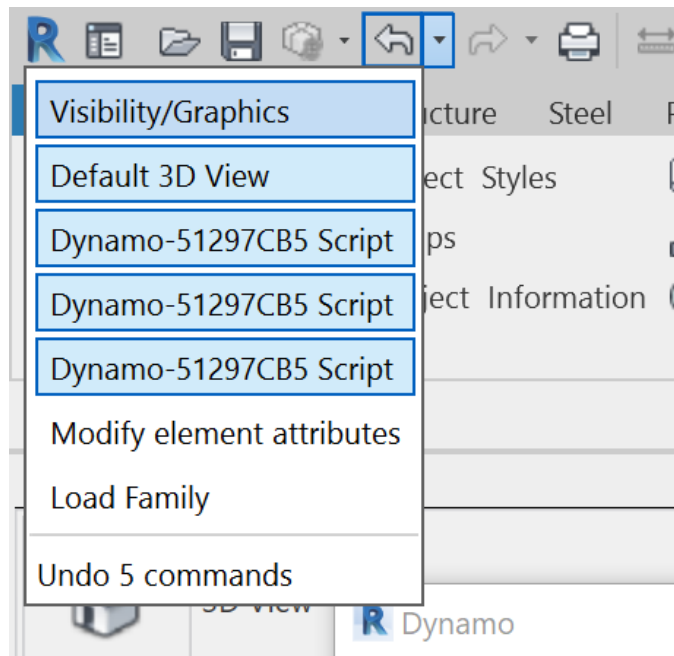 Visibility/Graphics
Default 3D View
Dynamo-51297CB5 Script
Dynamo-51297CB5 Script
Dynamo-51297CB5 Script
Modify element attributes
Load Family
Undo 5 commands
Steel
Styles
Information
Dynamo